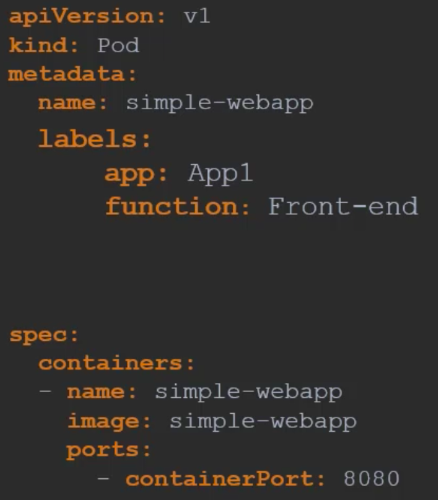 apiVersion: v1
kind: Pod
metadata:
  name: simple-webapp
  labels:
      app: App1
      function: Front-end
spec:
  containers:
  - name: simple-webapp
    image: simple-webapp
    ports:
      - containerPort: 8080